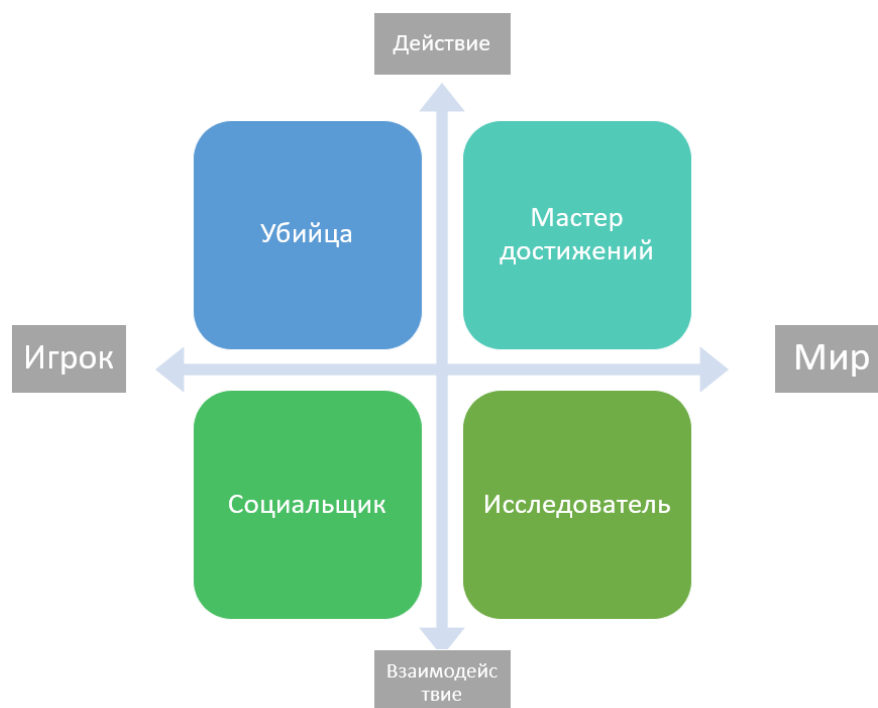 Действие
Убийца
Мастер
достижений
Игрок
Мир
Социальщик
Исследователь
Взаимодейс
твие